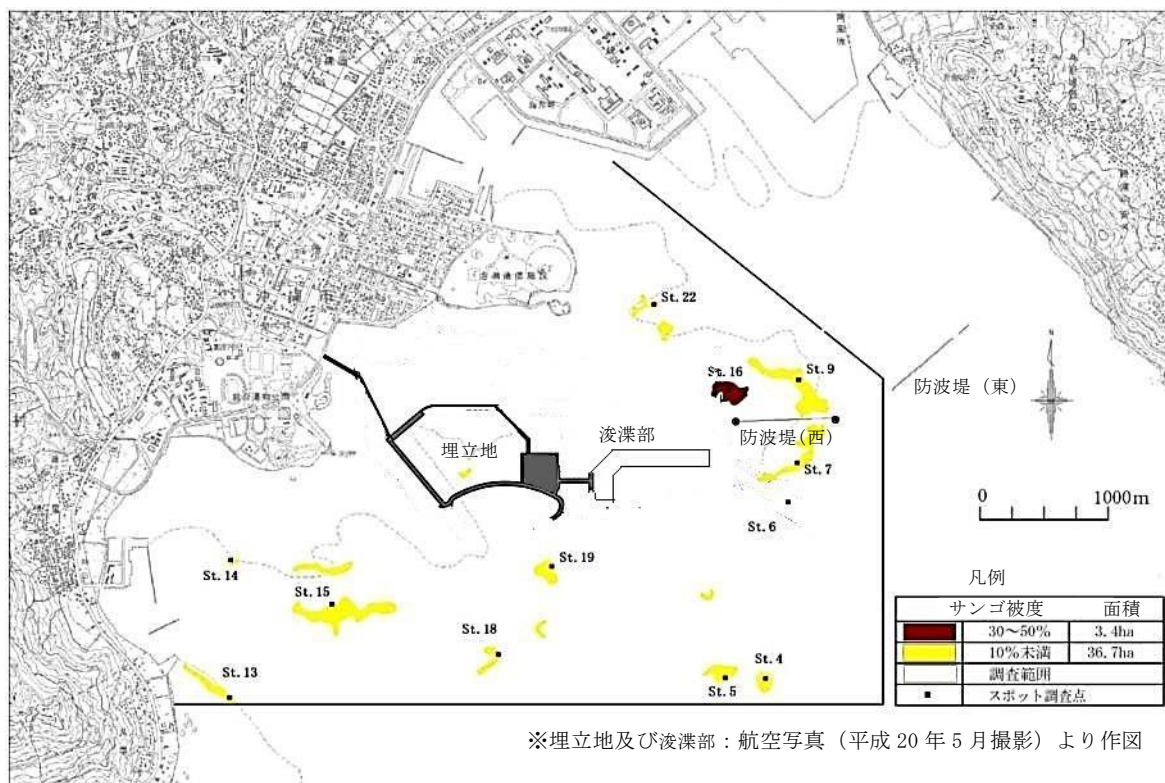 St. 22
St. 16
St. 9
防波堤（東）
防波堤(西)
浚渫部
埋立地
St. 7
St. 6
0 1000m
St. 19
St. 14
St. 15
St. 18
St. 13
St. 5
St. 4
N
凡例
サンゴ被度 面積
30～50% 3.4ha
10%未満 36.7ha
調査範囲
スポット調査点
※埋立地及び浚渫部：航空写真（平成 20 年 5 月撮影）より作図